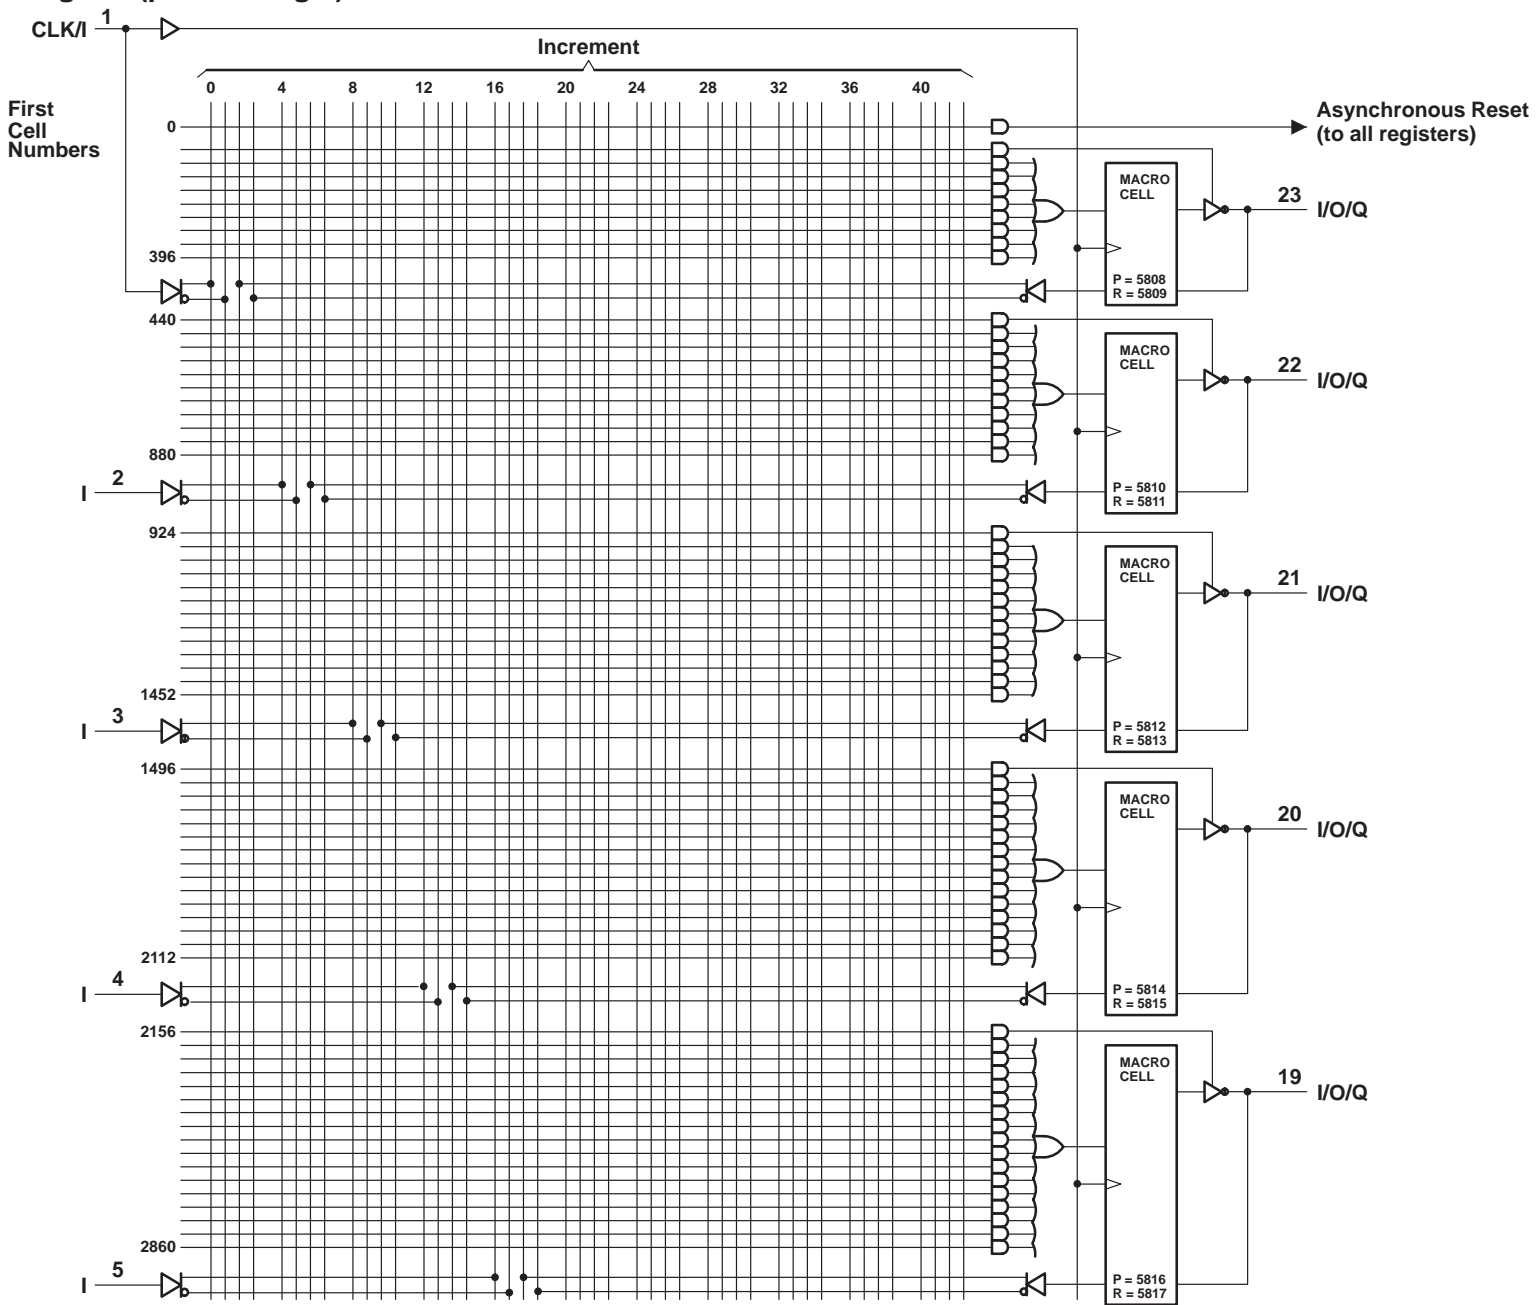 CLK/I 1
Increment
0 4 8 12 16 20 24 28 32 36 40
First
Cell
Numbers
0
Asynchronous Reset
(to all registers)
MACRO
CELL
23 I/O/Q
396
P = 5808
R = 5809
440
MACRO
CELL
22 I/O/Q
880
I 2
P = 5810
R = 5811
924
MACRO
CELL
21 I/O/Q
1452
I 3
P = 5812
R = 5813
1496
MACRO
CELL
20 I/O/Q
2112
I 4
P = 5814
R = 5815
2156
MACRO
CELL
19 I/O/Q
2860
I 5
P = 5816
R = 5817